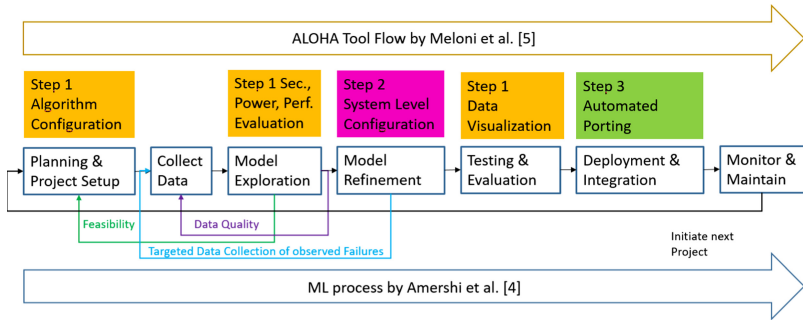 ALOHA Tool Flow by Meloni et al. [5]
Step 1
Algorithm
Configuration
Step 1 Sec.,
Power, Perf.
Evaluation
Step 2
System Level
Configuration
Step 1
Data
Visualization
Step 3
Automated
Porting
Planning &
Project Setup
Collect
Data
Model
Exploration
Model
Refinement
Testing &
Evaluation
Deployment &
Integration
Monitor &
Maintain
Feasibility
Data Quality
Targeted Data Collection of observed Failures
Initiate next
Project
ML process by Amershi et al. [4]